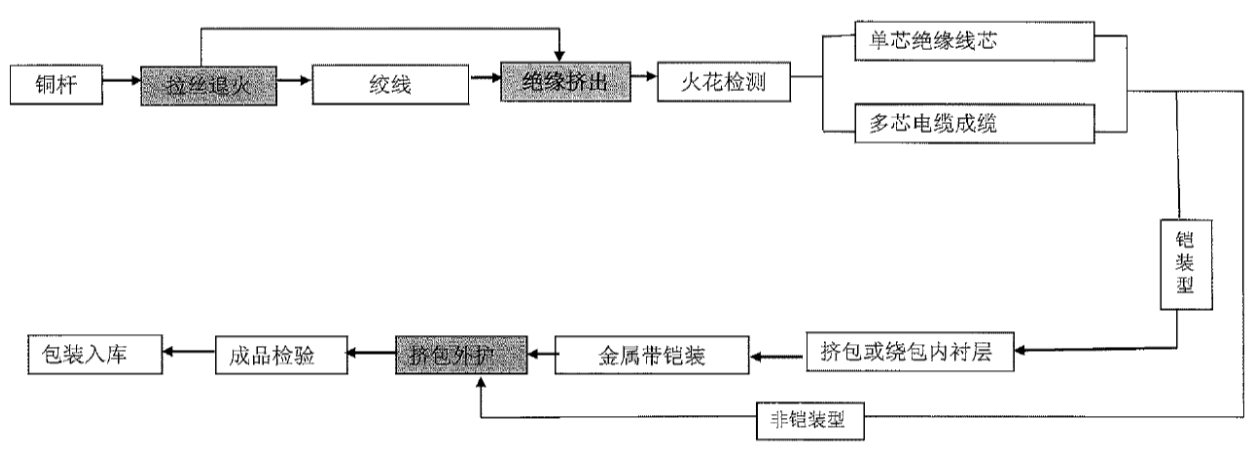 铜杆
拉丝退火
绞线
绝缘挤出
火花检测
单芯绝缘线芯
多芯电缆成缆
铠装型
挤包或绕包内衬层
金属带铠装
挤包外护
成品检验
包装入库
非铠装型